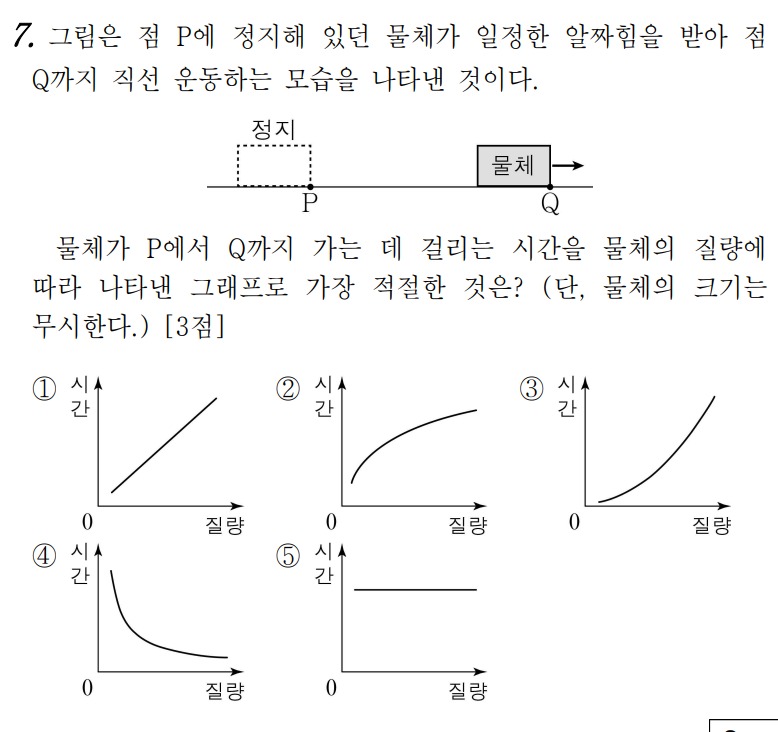 7. 그림은 점 P에 정지해 있던 물체가 일정한 알짜힘을 받아 점
Q까지 직선 운동하는 모습을 나타낸 것이다.
정지
물체
P
Q
물체가 P에서 Q까지 가는 데 걸리는 시간을 물체의 질량에
따라 나타낸 그래프로 가장 적절한 것은? (단, 물체의 크기는
무시한다.) [3점]
① 시간
0 질량
② 시간
0 질량
③ 시간
0 질량
④ 시간
0 질량
⑤ 시간
0 질량